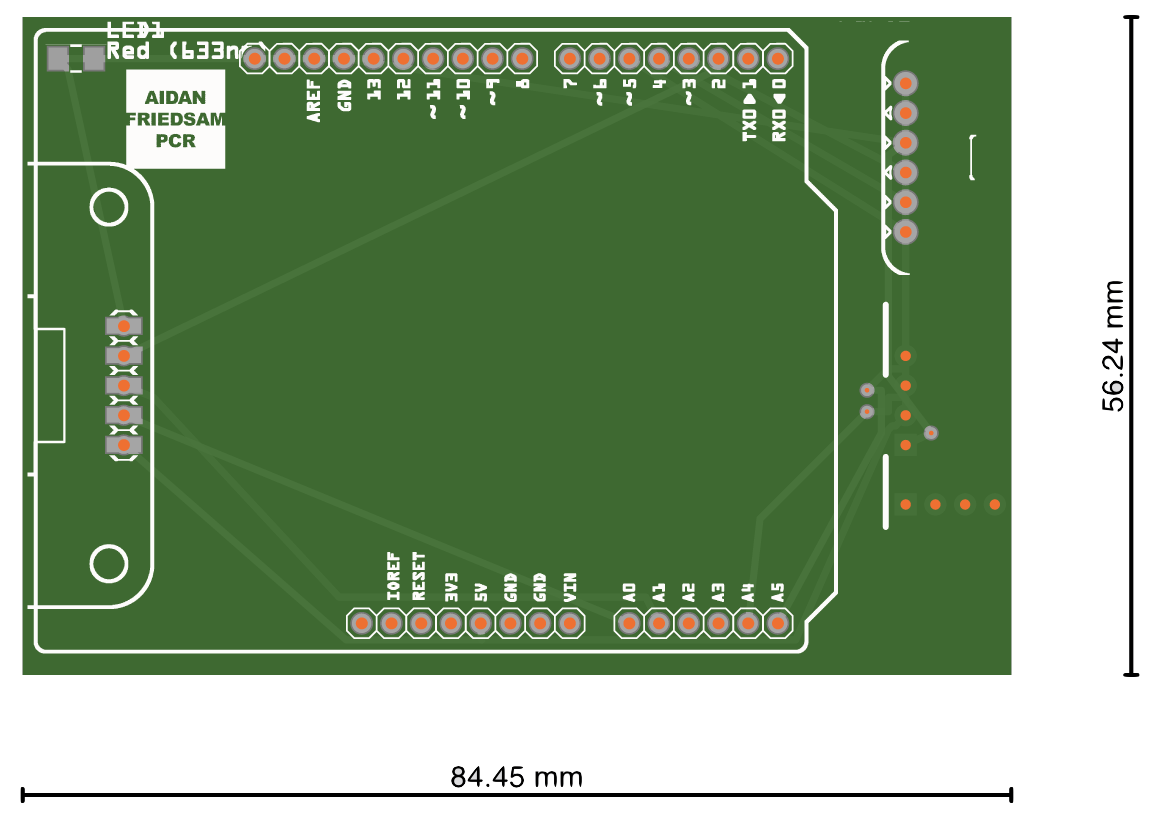 LED1
Red (633nm)
AIDAN
FRIEDSAM
PCR
AREF
GND
13
12
~11
~10
~9
8
7
~6
~5
4
~3
2
TX0▶1
RX0◀0
IOREF
RESET
3V3
5V
GND
GND
VIN
A0
A1
A2
A3
A4
A5
56.24 mm
84.45 mm